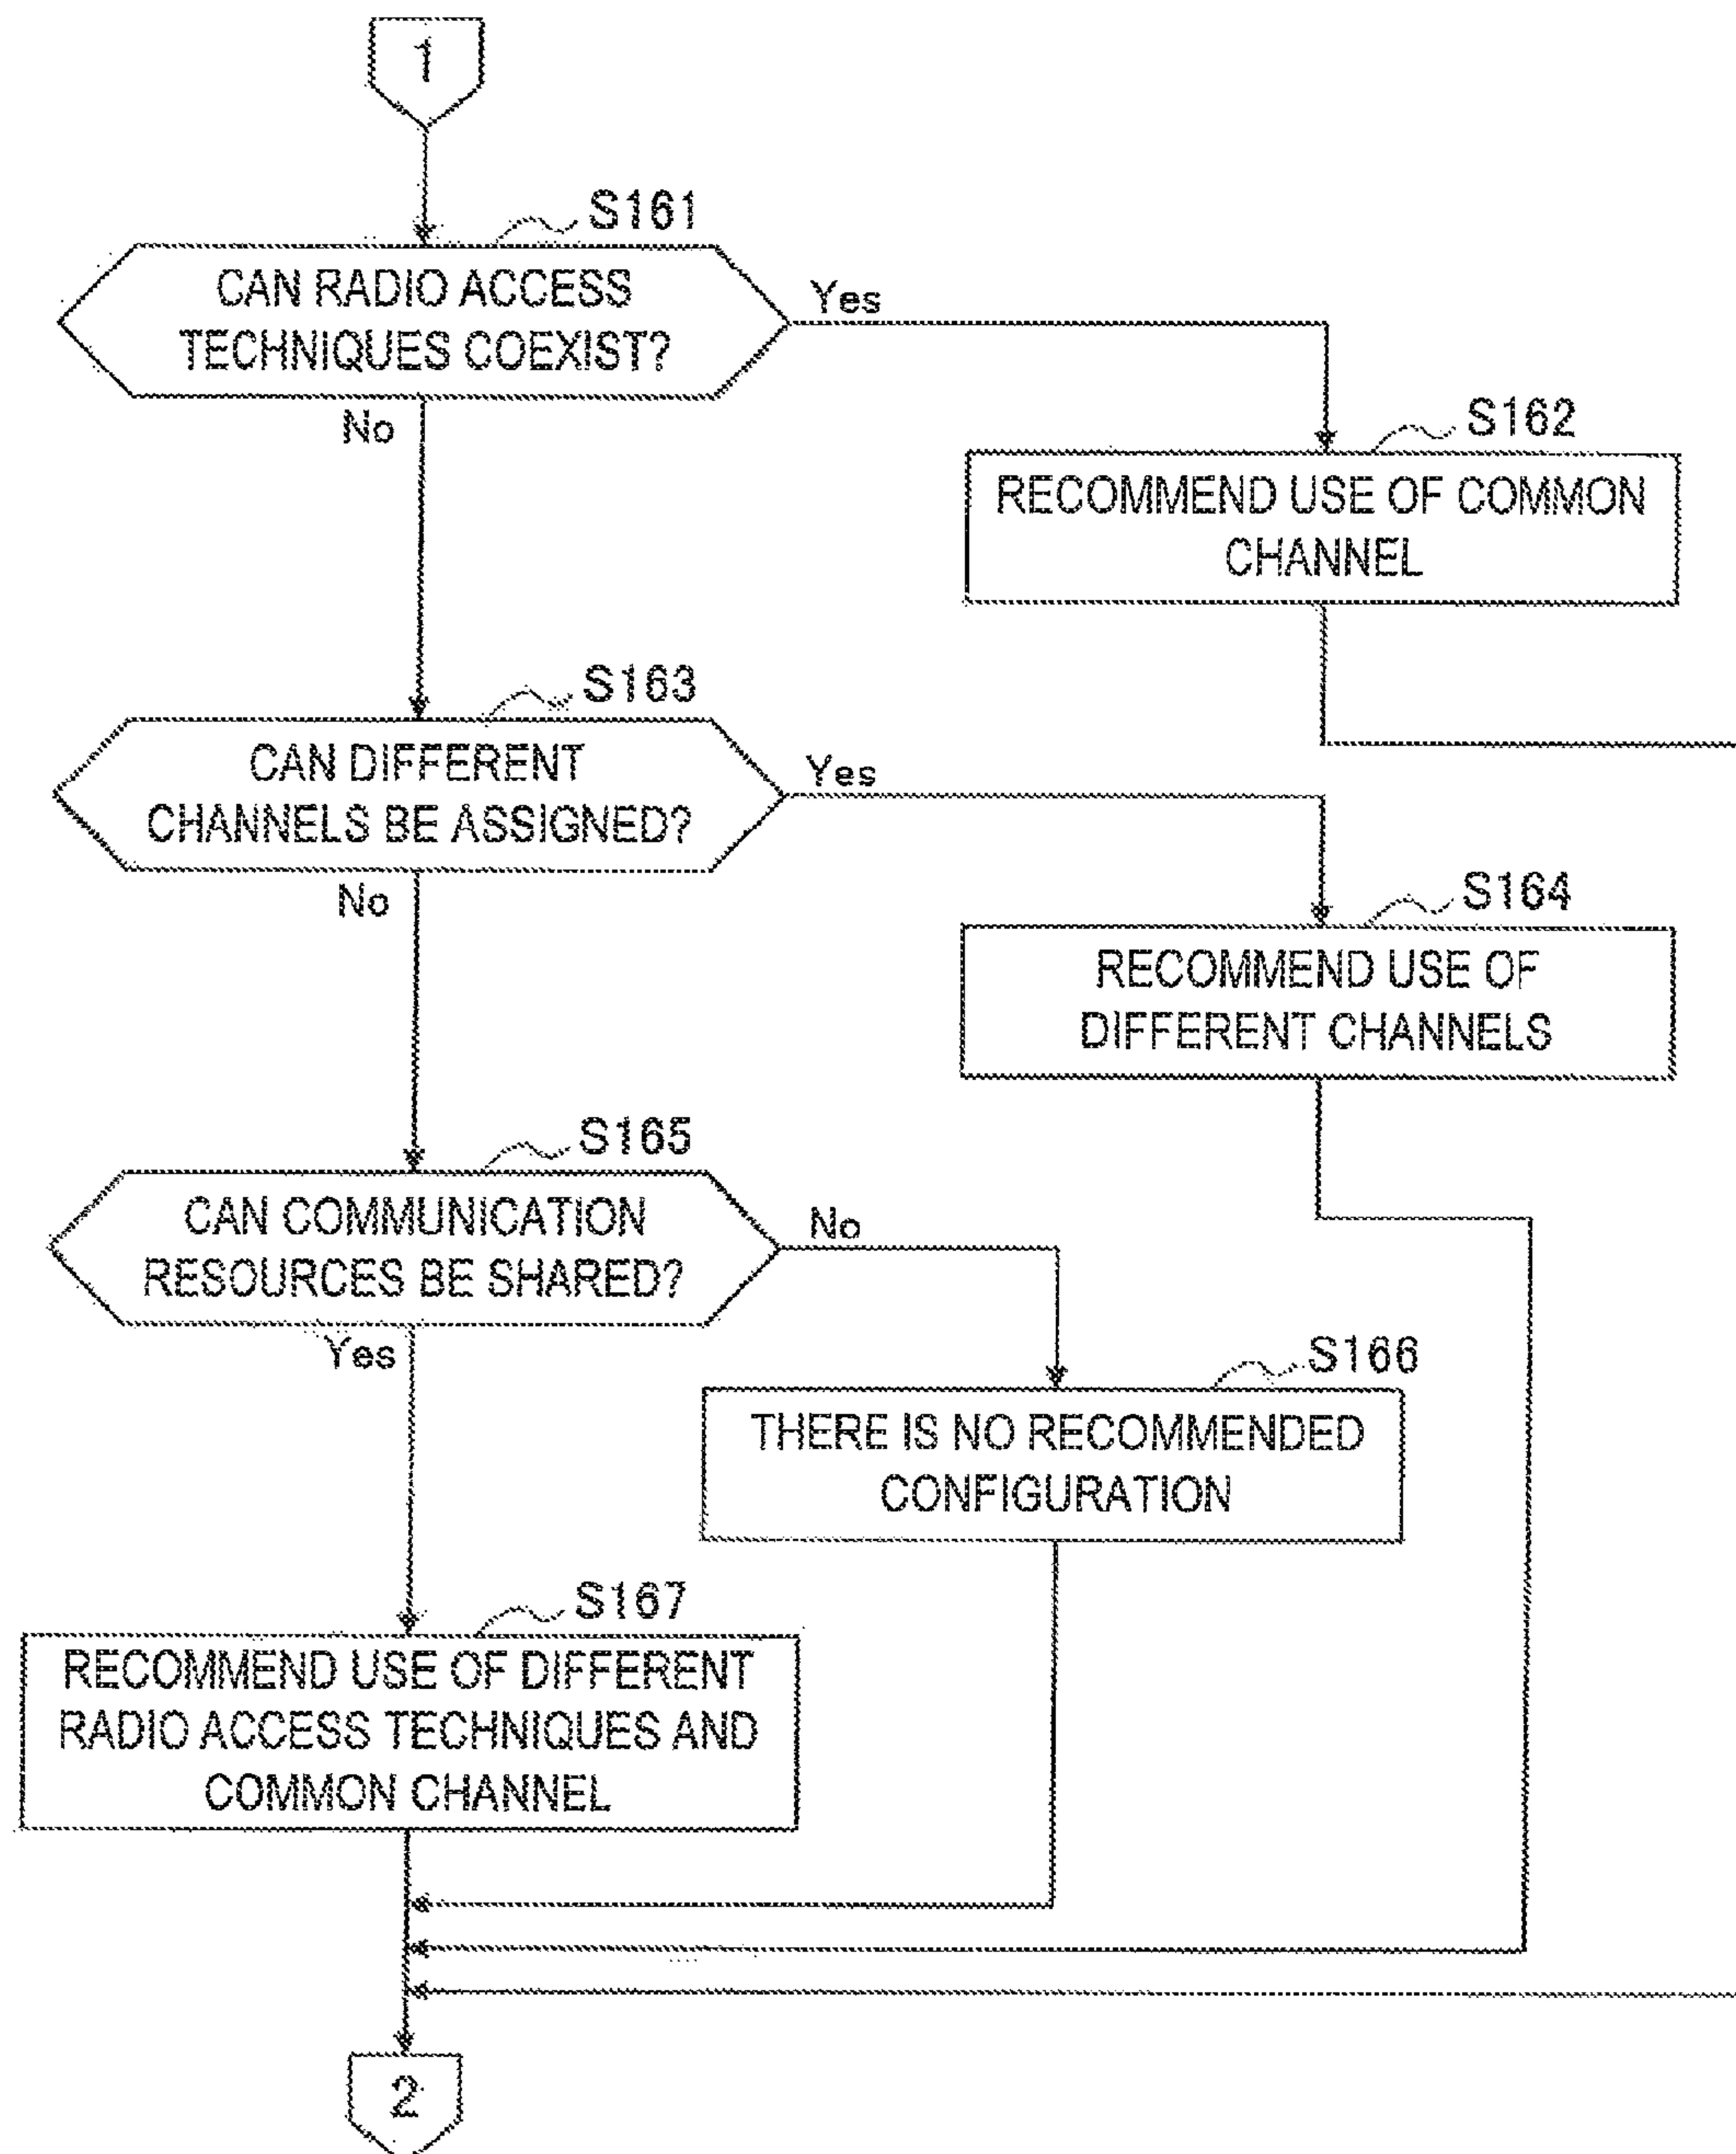 1
S161
CAN RADIO ACCESS
TECHNIQUES COEXIST?
Yes
No
S162
RECOMMEND USE OF COMMON
CHANNEL
S163
CAN DIFFERENT
CHANNELS BE ASSIGNED?
Yes
No
S164
RECOMMEND USE OF
DIFFERENT CHANNELS
S165
CAN COMMUNICATION
RESOURCES BE SHARED?
No
Yes
S166
THERE IS NO RECOMMENDED
CONFIGURATION
S167
RECOMMEND USE OF DIFFERENT
RADIO ACCESS TECHNIQUES AND
COMMON CHANNEL
2